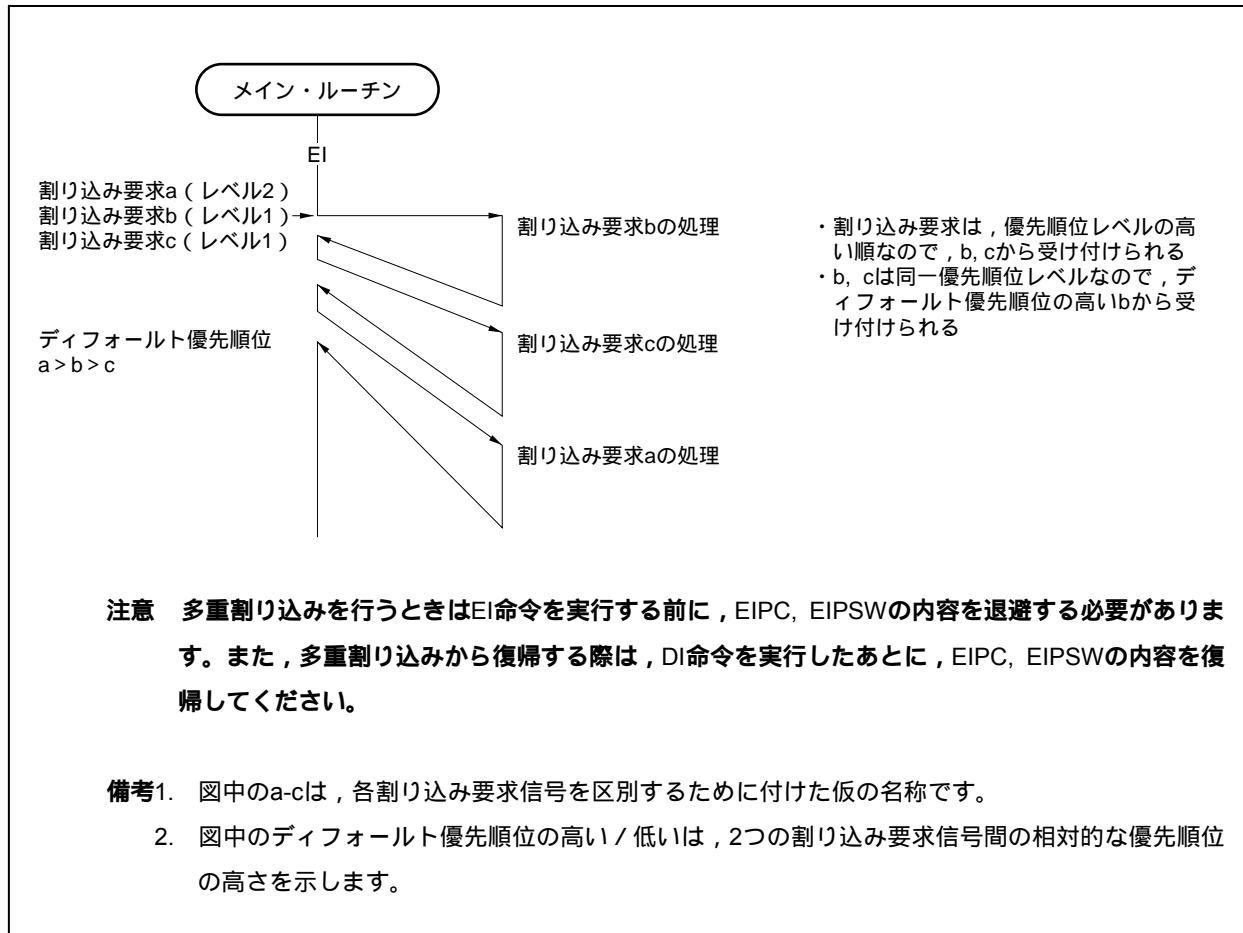 メイン・ルーチン
EI
割り込み要求a(レベル2)
割り込み要求b(レベル1)
割り込み要求c(レベル1)
ディフォールト優先順位
a>b>c
割り込み要求bの処理
割り込み要求cの処理
割り込み要求aの処理
・割り込み要求は,優先順位レベルの高
い順なので,b, cから受け付けられる
・b, cは同一優先順位レベルなので,デ
ィフォールト優先順位の高いbから受
け付けられる
注意 多重割り込みを行うときはEI命令を実行する前に,EIPC, EIPSWの内容を退避する必要がありま
す。また,多重割り込みから復帰する際は,DI命令を実行したあとに,EIPC, EIPSWの内容を復
帰してください。
備考1. 図中のa-cは,各割り込み要求信号を区別するために付けた仮の名称です。
2. 図中のディフォールト優先順位の高い/低いは,2つの割り込み要求信号間の相対的な優先順位
の高さを示します。